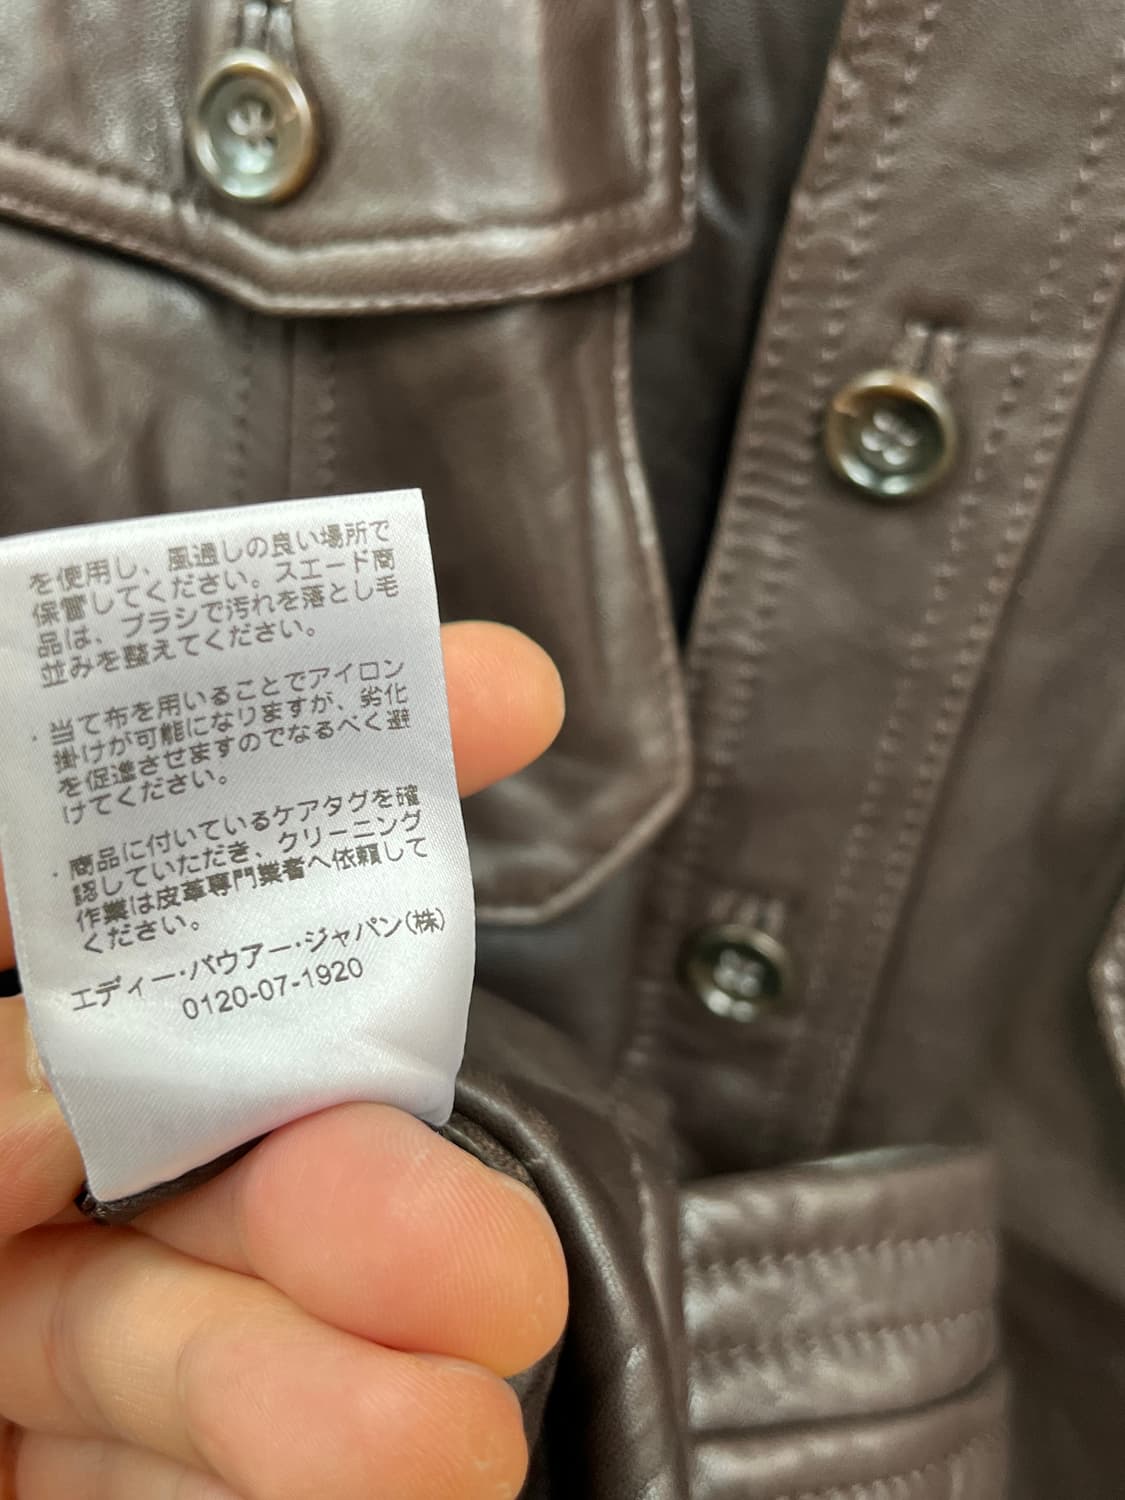 を使用し、風通しの良い場所で
保管してください。スエード商
品は、ブラシで汚れを落とし毛
並みを整えてください。
・当て布を用いることでアイロン
掛けが可能になりますが、劣化
を促進させますのでなるべく避
けてください。
・商品に付いているケアタグを確
認していただき、クリーニング
作業は皮革専門業者へ依頼して
ください。
エディー・バウアー・ジャパン(株)
0120-07-1920